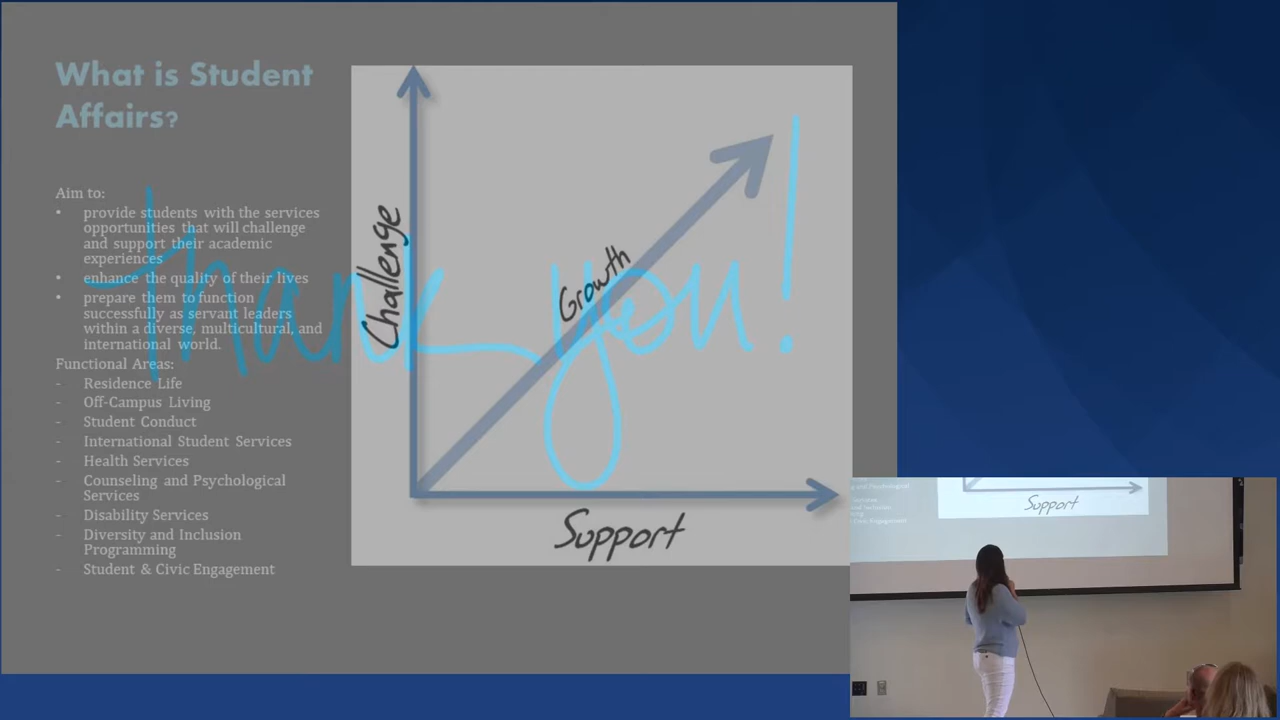 What is Student
Affairs?
Aim to:
• provide students with the services
opportunities that will challenge
and support their academic
experiences
• enhance the quality of their lives
• prepare them to function
successfully as servant leaders
within a diverse, multicultural, and
international world.
Functional Areas:
- Residence Life
- Off-Campus Living
- Student Conduct
- International Student Services
- Health Services
- Counseling and Psychological
Services
- Disability Services
- Diversity and Inclusion
Programming
- Student & Civic Engagement
Challenge
Growth
Support
thank you!
Support